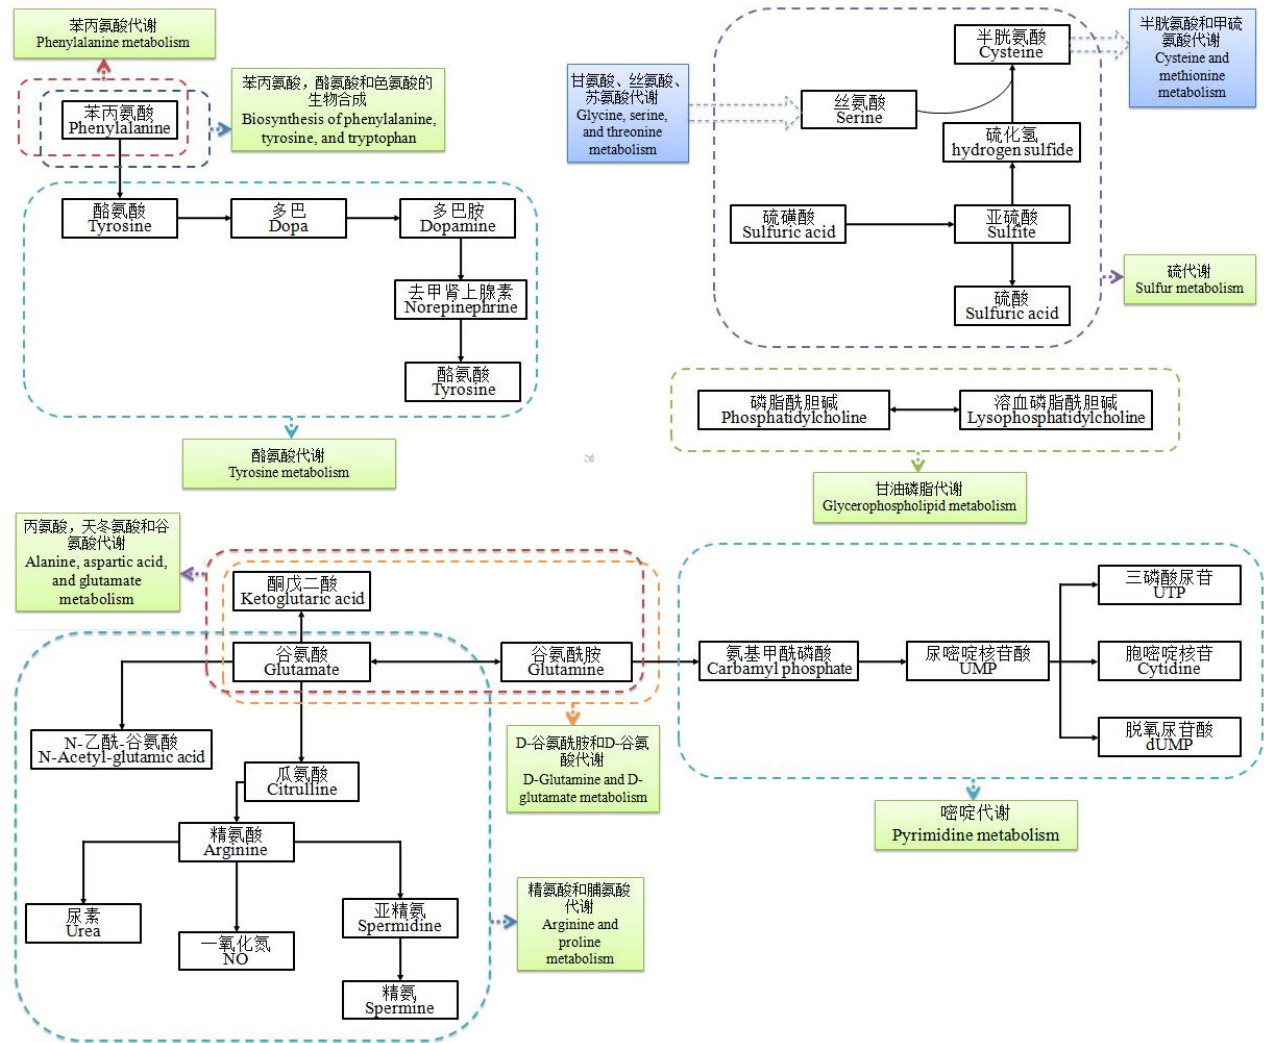 苯丙氨酸代谢
Phenylalanine metabolism
苯丙氨酸
Phenylalanine
苯丙氨酸，酪氨酸和色氨酸的
生物合成
Biosynthesis of phenylalanine,
tyrosine, and tryptophan
酪氨酸
Tyrosine
多巴
Dopa
多巴胺
Dopamine
去甲肾上腺素
Norepinephrine
酪氨酸
Tyrosine
酪氨酸代谢
Tyrosine metabolism
甘氨酸、丝氨酸、
苏氨酸代谢
Glycine, serine,
and threonine
metabolism
丝氨酸
Serine
半胱氨酸
Cysteine
半胱氨酸和甲硫
氨酸代谢
Cysteine and
methionine
metabolism
硫化氢
hydrogen sulfide
硫磺酸
Sulfuric acid
亚硫酸
Sulfite
硫酸
Sulfuric acid
硫代谢
Sulfur metabolism
磷脂酰胆碱
Phosphatidylcholine
溶血磷脂酰胆碱
Lysophosphatidylcholine
甘油磷脂代谢
Glycerophospholipid metabolism
丙氨酸，天冬氨酸和谷
氨酸代谢
Alanine, aspartic acid,
and glutamate
metabolism
酮戊二酸
Ketoglutaric acid
谷氨酸
Glutamate
谷氨酰胺
Glutamine
N-乙酰-谷氨酸
N-Acetyl-glutamic acid
瓜氨酸
Citrulline
精氨酸
Arginine
尿素
Urea
一氧化氮
NO
亚精氨
Spermidine
精氨
Spermine
D-谷氨酰胺和D-谷氨
酸代谢
D-Glutamine and D-
glutamate metabolism
精氨酸和脯氨酸
代谢
Arginine and
proline
metabolism
氨基甲酰磷酸
Carbamyl phosphate
尿嘧啶核苷酸
UMP
三磷酸尿苷
UTP
胞嘧啶核苷
Cytidine
脱氧尿苷酸
dUMP
嘧啶代谢
Pyrimidine metabolism